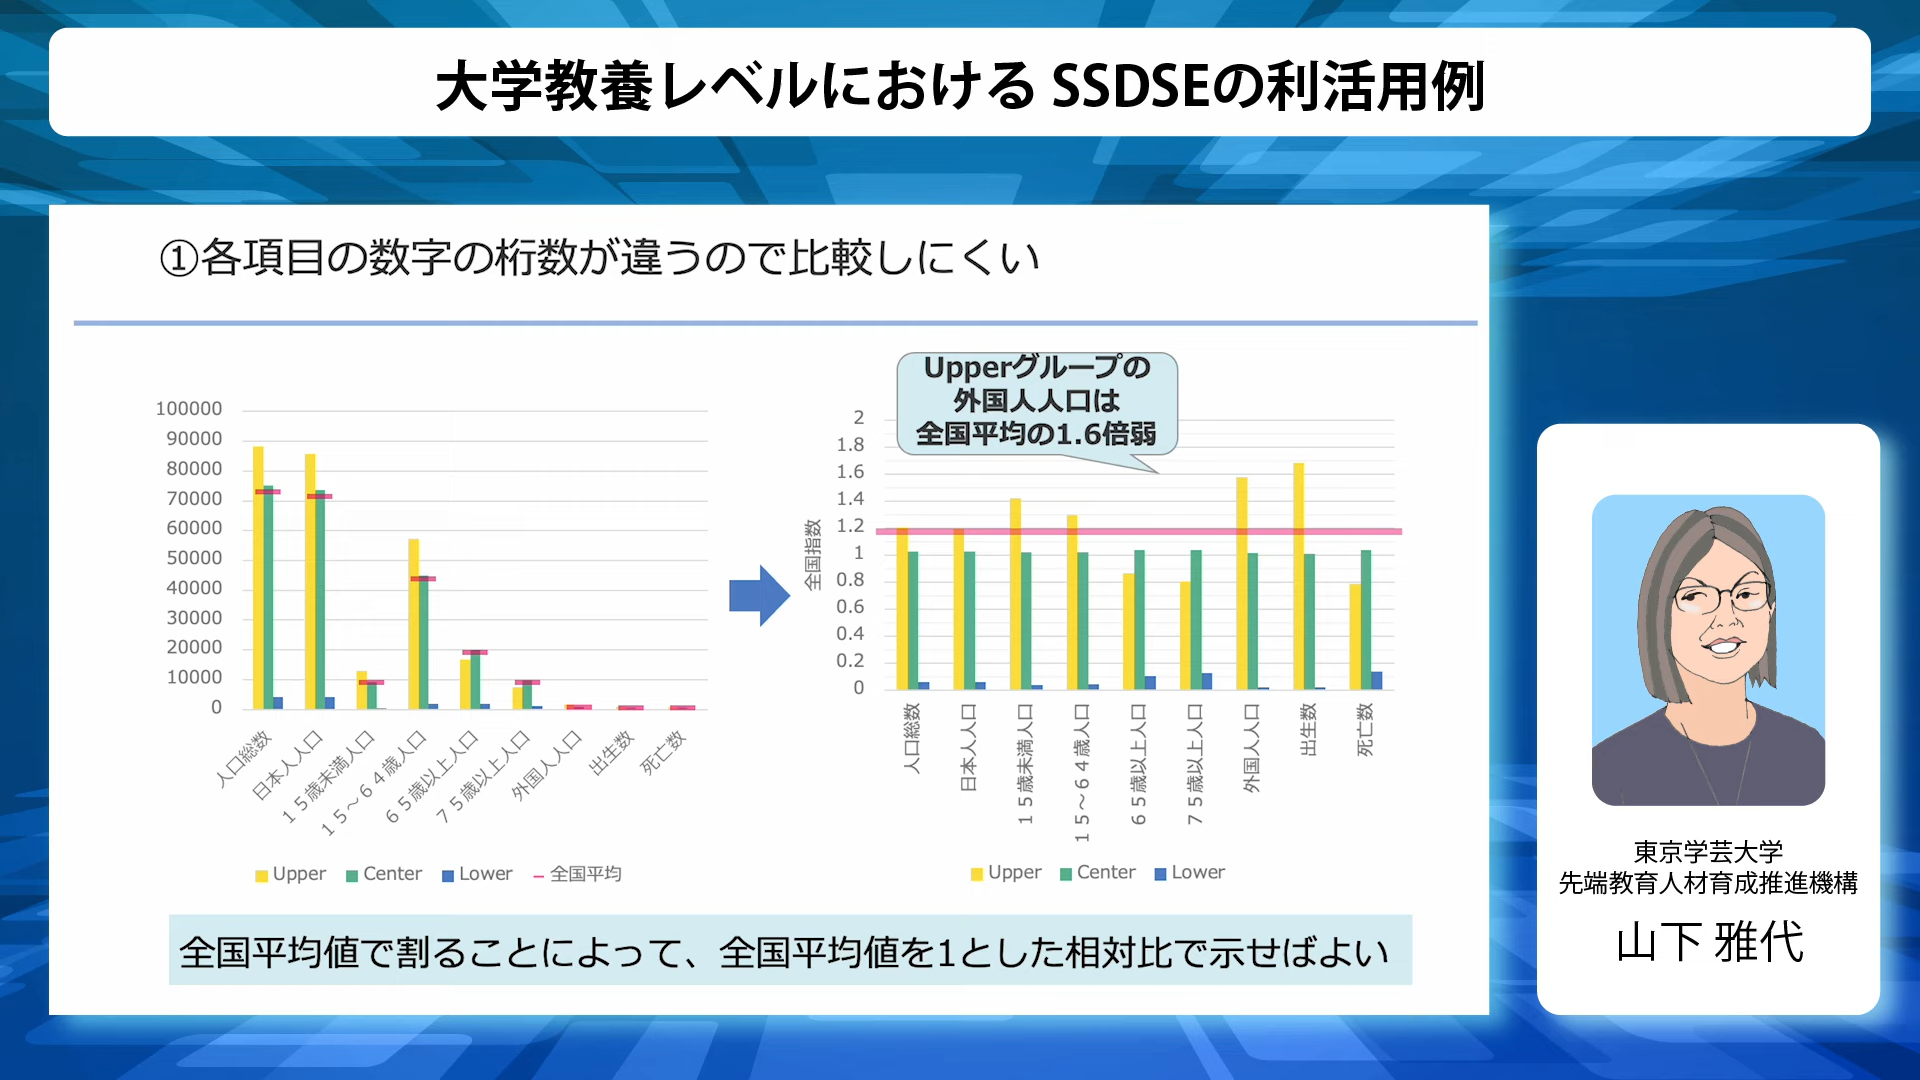 大学教養レベルにおける SSDSEの利活用例
①各項目の数字の桁数が違うので比較しにくい
100000
90000
80000
70000
60000
50000
40000
30000
20000
10000
0
人口総数
日本人人口
１５歳未満人口
１５～６４歳人口
６５歳以上人口
７５歳以上人口
外国人人口
出生数
死亡数
Upper Center Lower 全国平均
Upperグループの
外国人人口は
全国平均の1.6倍弱
全国指数
2
1.8
1.6
1.4
1.2
1
0.8
0.6
0.4
0.2
0
人口総数
日本人人口
１５歳未満人口
１５～６４歳人口
６５歳以上人口
７５歳以上人口
外国人人口
出生数
死亡数
Upper Center Lower
全国平均値で割ることによって、全国平均値を1とした相対比で示せばよい
東京学芸大学
先端教育人材育成推進機構
山下 雅代